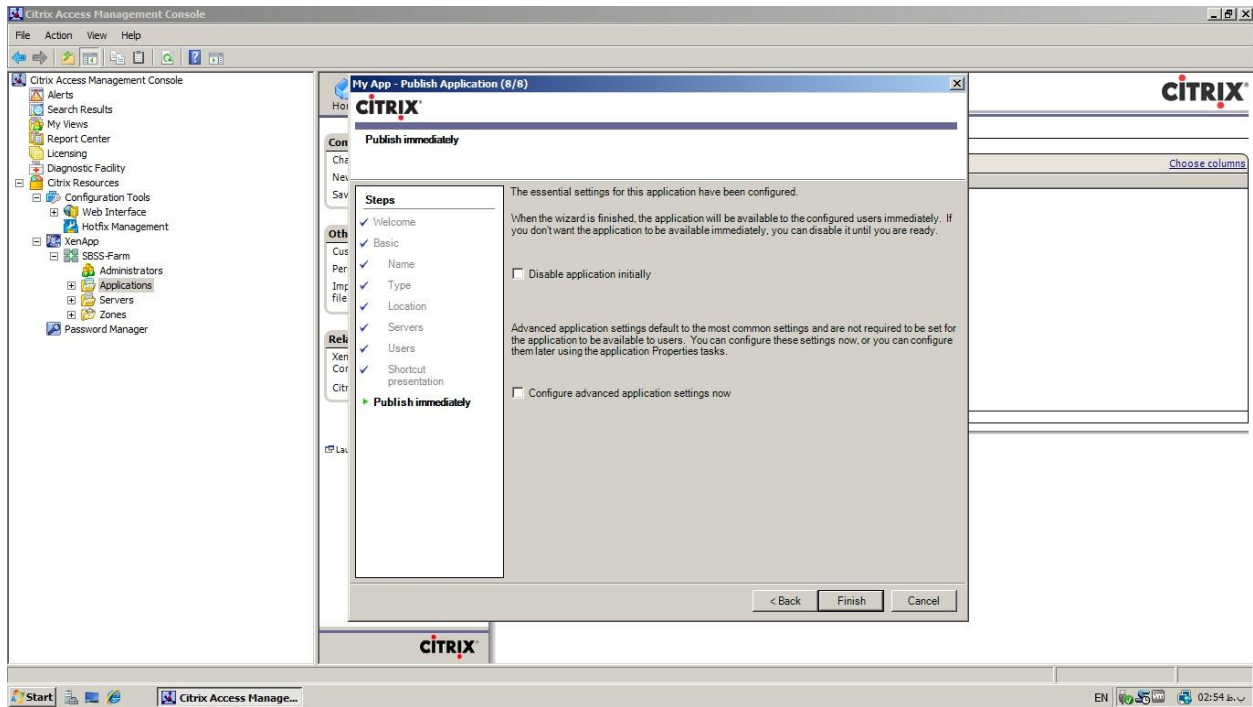 Citrix Access Management Console
File Action View Help
Citrix Access Management Console
Alerts
Search Results
My Views
Report Center
Licensing
Diagnostic Facility
Citrix Resources
Configuration Tools
Web Interface
Hotfix Management
XenApp
SBSS-Farm
Administrators
Applications
Servers
Zones
Password Manager
My App - Publish Application (8/8)
CITRIX
Publish immediately
Steps
Welcome
Basic
Name
Type
Location
Servers
Users
Shortcut
presentation
Publish immediately
The essential settings for this application have been configured.
When the wizard is finished, the application will be available to the configured users immediately. If
you don't want the application to be available immediately, you can disable it until you are ready.
Disable application initially
Advanced application settings default to the most common settings and are not required to be set for
the application to be available to users. You can configure these settings now, or you can configure
them later using the application Properties tasks.
Configure advanced application settings now
< Back Finish Cancel
CITRIX
Choose columns
CITRIX
Start Citrix Access Manage... EN 02:54 ب.ظ